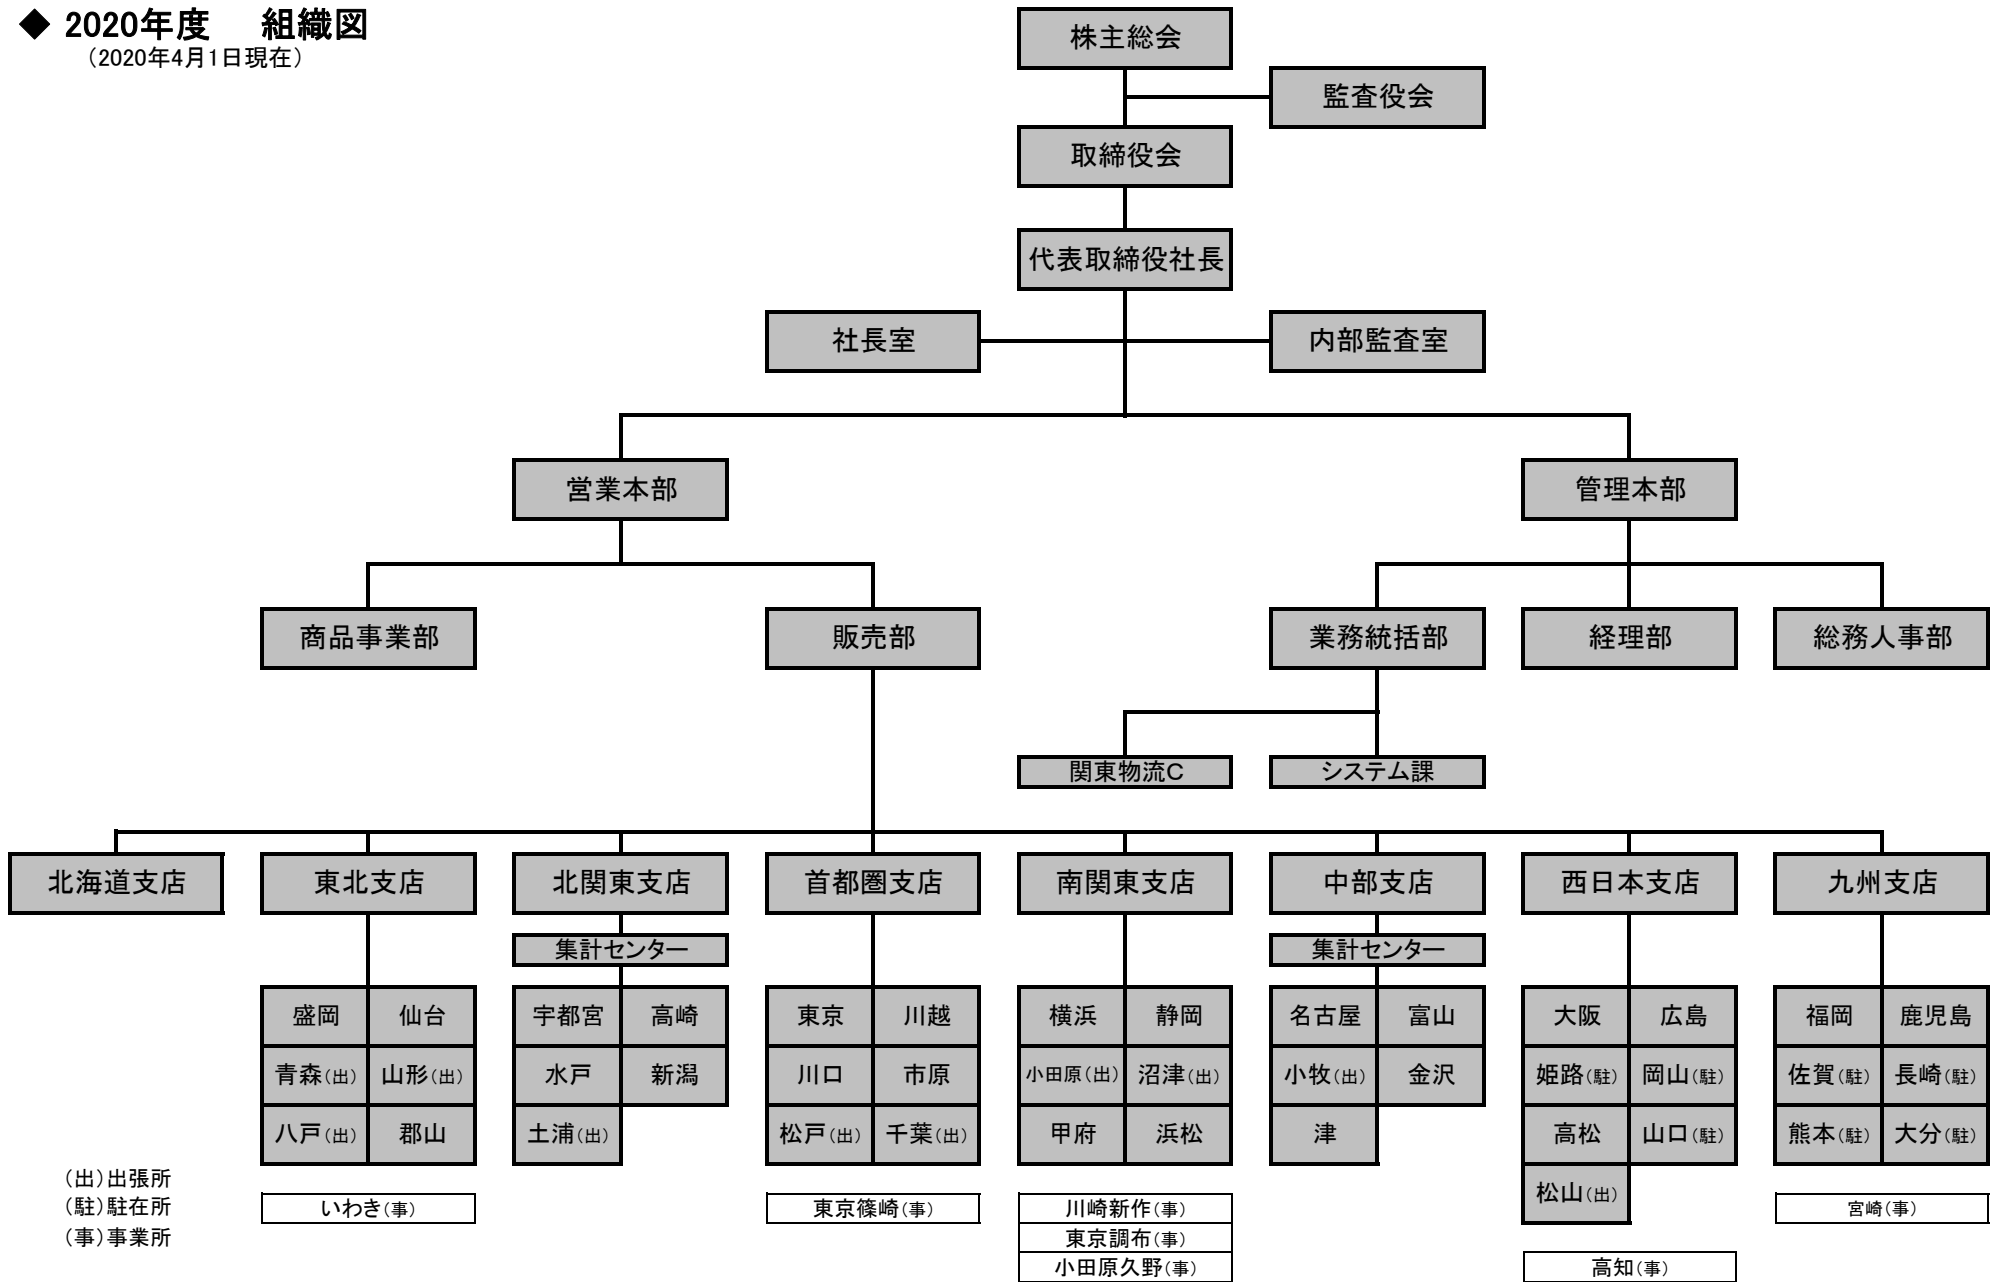 ◆ 2020年度 組織図
（2020年4月1日現在）
株主総会
監査役会
取締役会
代表取締役社長
社長室 内部監査室
営業本部 管理本部
商品事業部 販売部 業務統括部 経理部 総務人事部
関東物流C システム課
北海道支店 東北支店 北関東支店 首都圏支店 南関東支店 中部支店 西日本支店 九州支店
集計センター 集計センター
盛岡 仙台 宇都宮 高崎 東京 川越 横浜 静岡 名古屋 富山 大阪 広島 福岡 鹿児島
青森（出） 山形（出） 水戸 新潟 川口 市原 小田原（出） 沼津（出） 小牧（出） 金沢 姫路（駐） 岡山（駐） 佐賀（駐） 長崎（駐）
八戸（出） 郡山 土浦（出） 松戸（出） 千葉（出） 甲府 浜松 津 高松 山口（駐） 熊本（駐） 大分（駐）
（出）出張所
松山（出）
（駐）駐在所 いわき（事） 東京篠崎（事） 川崎新作（事） 宮崎（事）
（事）事業所 東京調布（事）
小田原久野（事） 高知（事）